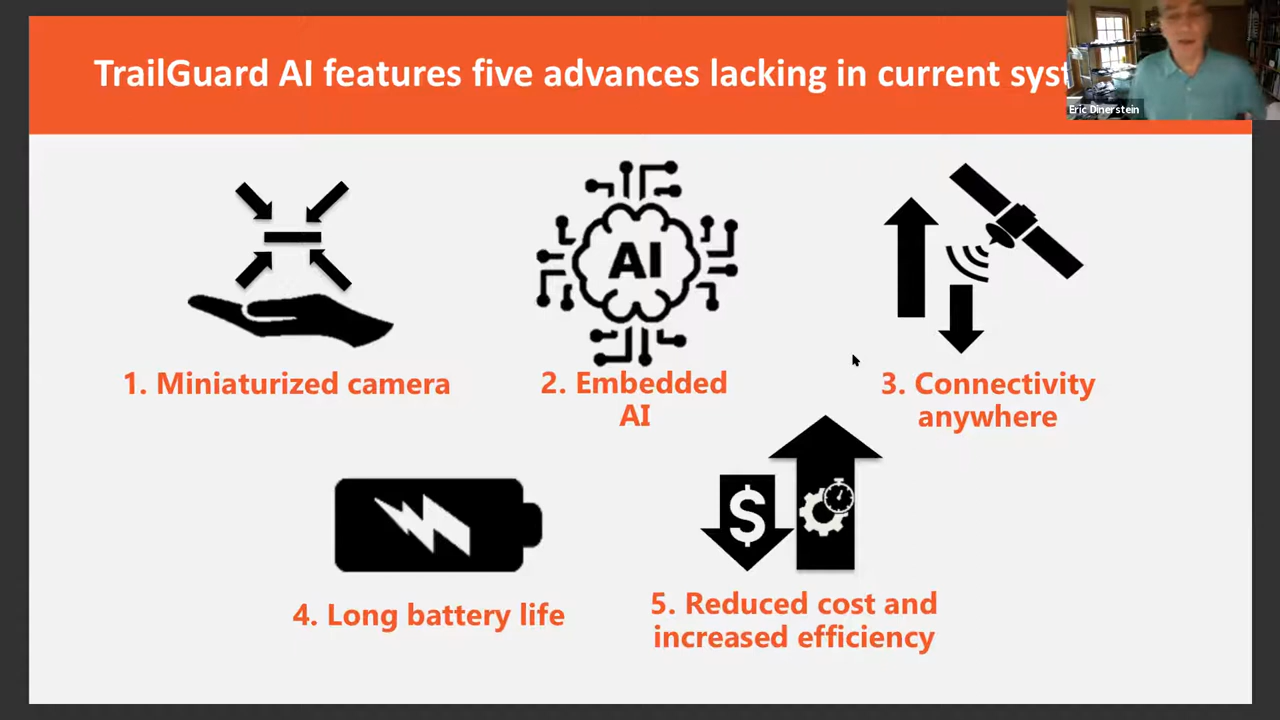 TrailGuard AI features five advances lacking in current syst
Eric Dinerstein
AI
1. Miniaturized camera
2. Embedded
AI
3. Connectivity
anywhere
$
4. Long battery life
5. Reduced cost and
increased efficiency